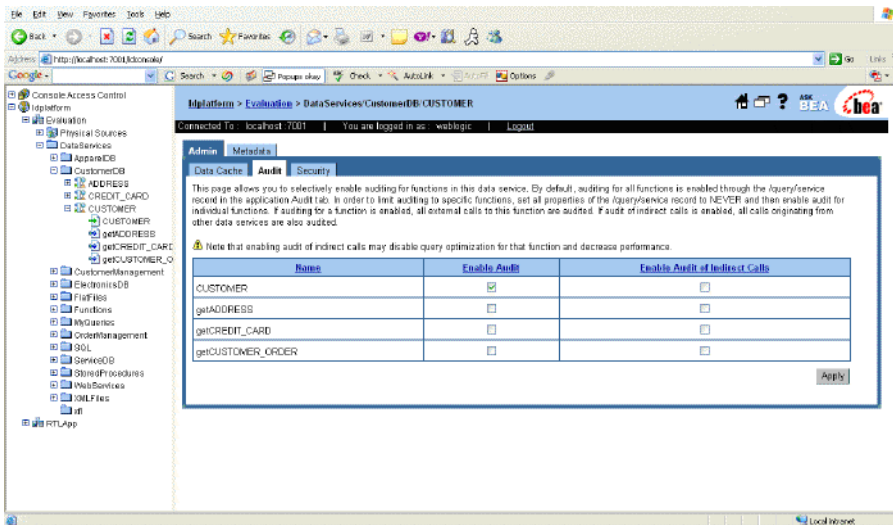 File Edit View Favorites Tools Help
Back Search Favorites
Address http://localhost:7001/ldconsole/ Go Links
Google - Search Popups okay Check AutoLink AutoFill Options
Console Access Control
ldplatform
Evaluation
Physical Sources
DataServices
ApparelDB
CustomerDB
ADDRESS
CREDIT_CARD
CUSTOMER
CUSTOMER
getADDRESS
getCREDIT_CARD
getCUSTOMER_O
CustomerManagement
ElectronicsDB
FlatFiles
Functions
MyQueries
OrderManagement
SQL
ServiceDB
StoredProcedures
WebServices
XMLFiles
xfl
RTLApp
ldplatform > Evaluation > DataServices/CustomerDB/CUSTOMER
? ASK BEA bea
Connected To : localhost:7001 | You are logged in as : weblogic | Logout
Admin Metadata
Data Cache Audit Security
This page allows you to selectively enable auditing for functions in this data service. By default, auditing for all functions is enabled through the /query/service
record in the application Audit tab. In order to limit auditing to specific functions, set all properties of the /query/service record to NEVER and then enable audit for
individual functions. If auditing for a function is enabled, all external calls to this function are audited. If audit of indirect calls is enabled, all calls originating from
other data services are also audited.
Note that enabling audit of indirect calls may disable query optimization for that function and decrease performance.
Name Enable Audit Enable Audit of Indirect Calls
CUSTOMER
getADDRESS
getCREDIT_CARD
getCUSTOMER_ORDER
Apply
Local intranet